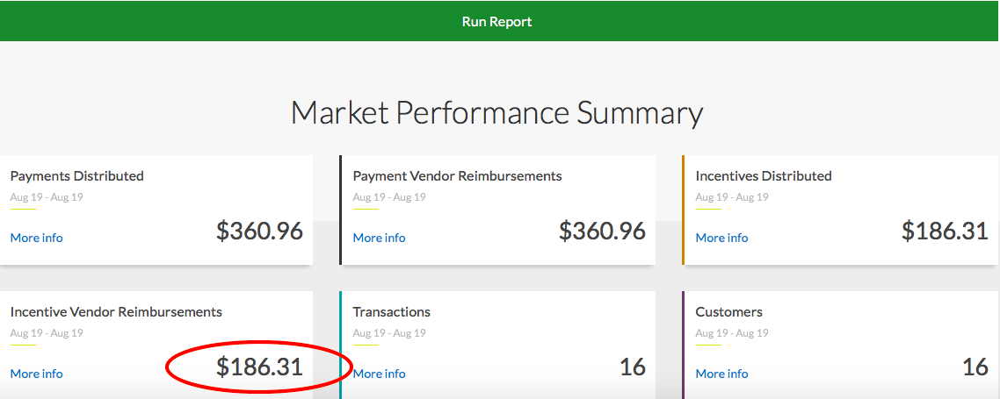 Run Report
Market Performance Summary
Payments Distributed
Aug 19 - Aug 19
More info
$360.96
Payment Vendor Reimbursements
Aug 19 - Aug 19
More info
$360.96
Incentives Distributed
Aug 19 - Aug 19
More info
$186.31
Incentive Vendor Reimbursements
Aug 19 - Aug 19
More info
$186.31
Transactions
Aug 19 - Aug 19
More info
16
Customers
Aug 19 - Aug 19
More info
16